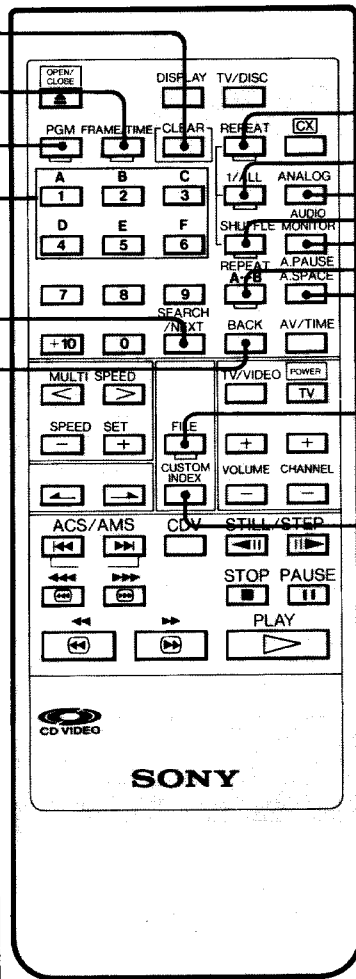 OPEN/ CLOSE
DISPLAY TV/DISC
PGM FRAME/TIME CLEAR REPEAT CX
A B C 1/ALL ANALOG
1 2 3
D E F SHUFFLE AUDIO MONITOR
4 5 6
REPEAT A.PAUSE
7 8 9 A-B A.SPACE
SEARCH /NEXT BACK AV/TIME
+10 0
MULTI SPEED TV/VIDEO POWER
< > TV
SPEED SET FILE
− + + +
CUSTOM INDEX VOLUME CHANNEL
− −
ACS/AMS CDV STILL/STEP
STOP PAUSE
PLAY
CD VIDEO
SONY